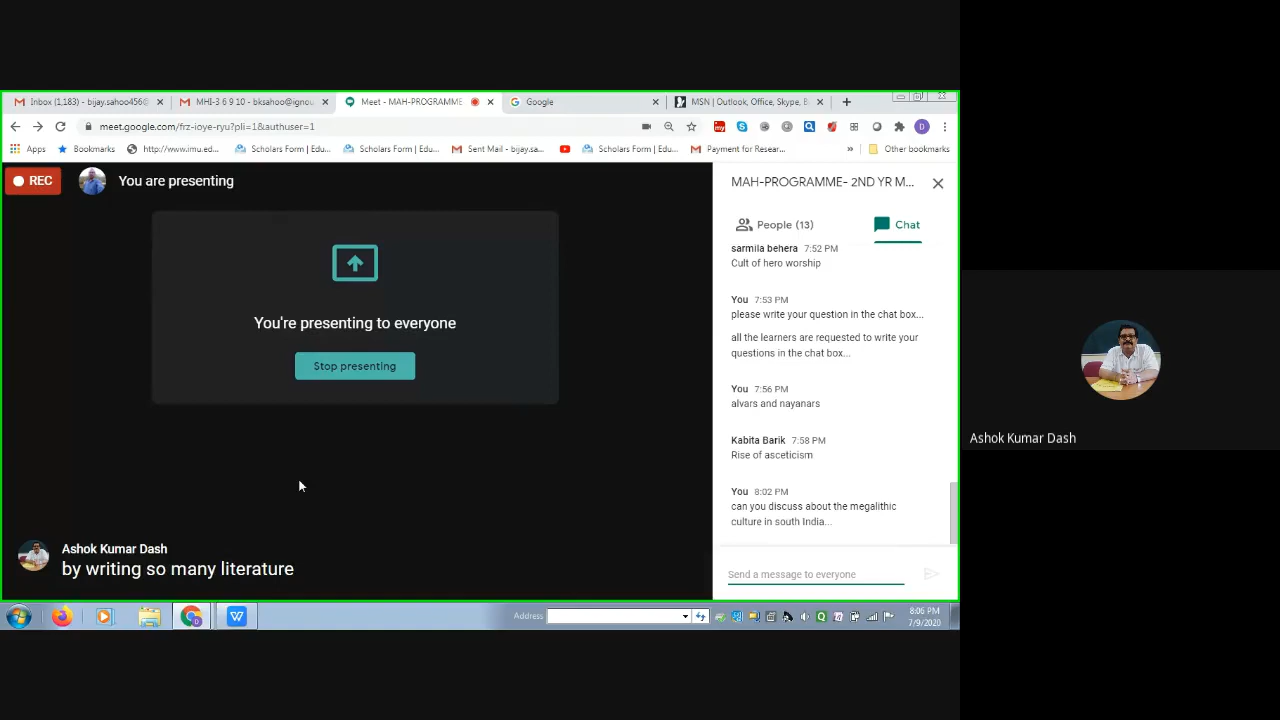 Inbox (1,183) - bijay.sahoo456@
MHI-3 6 9 10 - bksahoo@ignou
Meet - MAH-PROGRAMME
Google
MSN | Outlook, Office, Skype, B
meet.google.com/frz-ioye-ryu?pli=1&authuser=1
Apps
Bookmarks
http://www.imu.ed...
Scholars Form | Edu...
Scholars Form | Edu...
Sent Mail - bijay.sa...
Scholars Form | Edu...
Payment for Resear...
»
Other bookmarks
REC
You are presenting
You're presenting to everyone
Stop presenting
Ashok Kumar Dash
by writing so many literature
MAH-PROGRAMME- 2ND YR M...
People (13)
Chat
sarmila behera 7:52 PM
Cult of hero worship
You 7:53 PM
please write your question in the chat box...
all the learners are requested to write your
questions in the chat box...
You 7:56 PM
alvars and nayanars
Kabita Barik 7:58 PM
Rise of asceticism
You 8:02 PM
can you discuss about the megalithic
culture in south India...
Send a message to everyone
Address
8:05 PM
7/9/2020
Ashok Kumar Dash